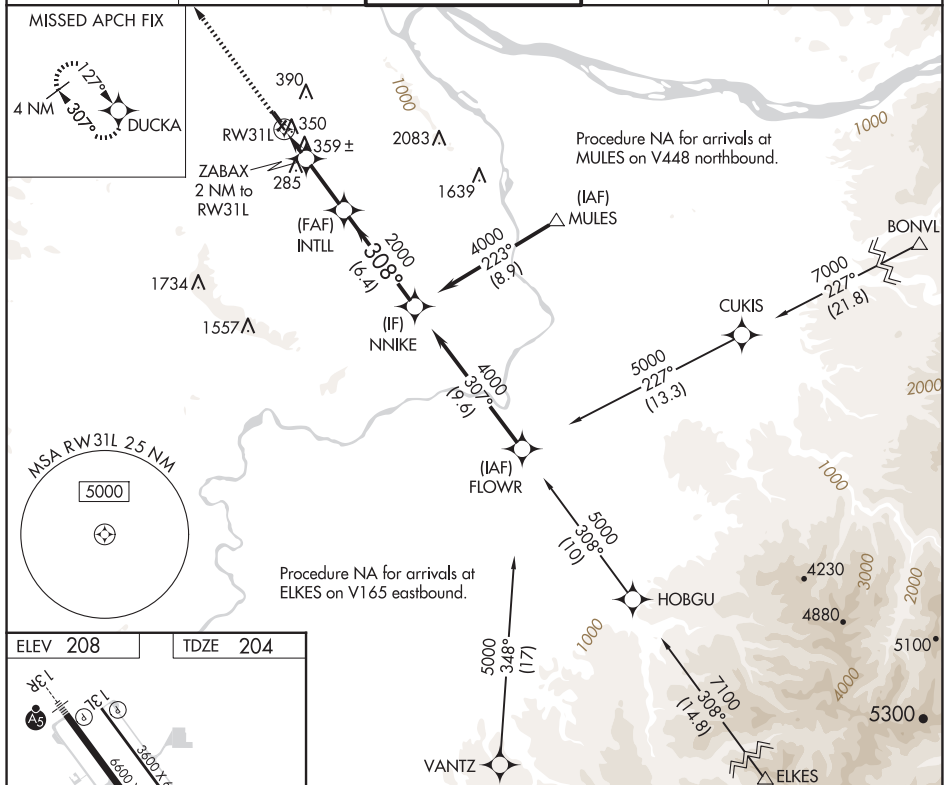 MISSED APCH FIX
127°
4 NM
307°
DUCKA
390
1000
RW31L
350
359 ±
2083
ZABAX
2 NM to
RW31L
285
1639
Procedure NA for arrivals at
MULES on V448 northbound.
1000
(IAF)
MULES
(FAF)
INTLL
2000
308°
(6.4)
4000
223°
(8.9)
BONVL
7000
227°
(21.8)
1734
1557
(IF)
NNIKE
CUKIS
5000
227°
(13.3)
4000
307°
(9.6)
2000
MSA RW31L 25 NM
5000
(IAF)
FLOWR
1000
5000
308°
(10)
Procedure NA for arrivals at
ELKES on V165 eastbound.
HOBGU
4230
3000
2000
4880
1000
5100
4000
5300
5000
348°
(17)
7100
308°
(14.8)
VANTZ
ELKES
ELEV 208
TDZE 204
13R
13L
A5
P
P
3600 X
6600